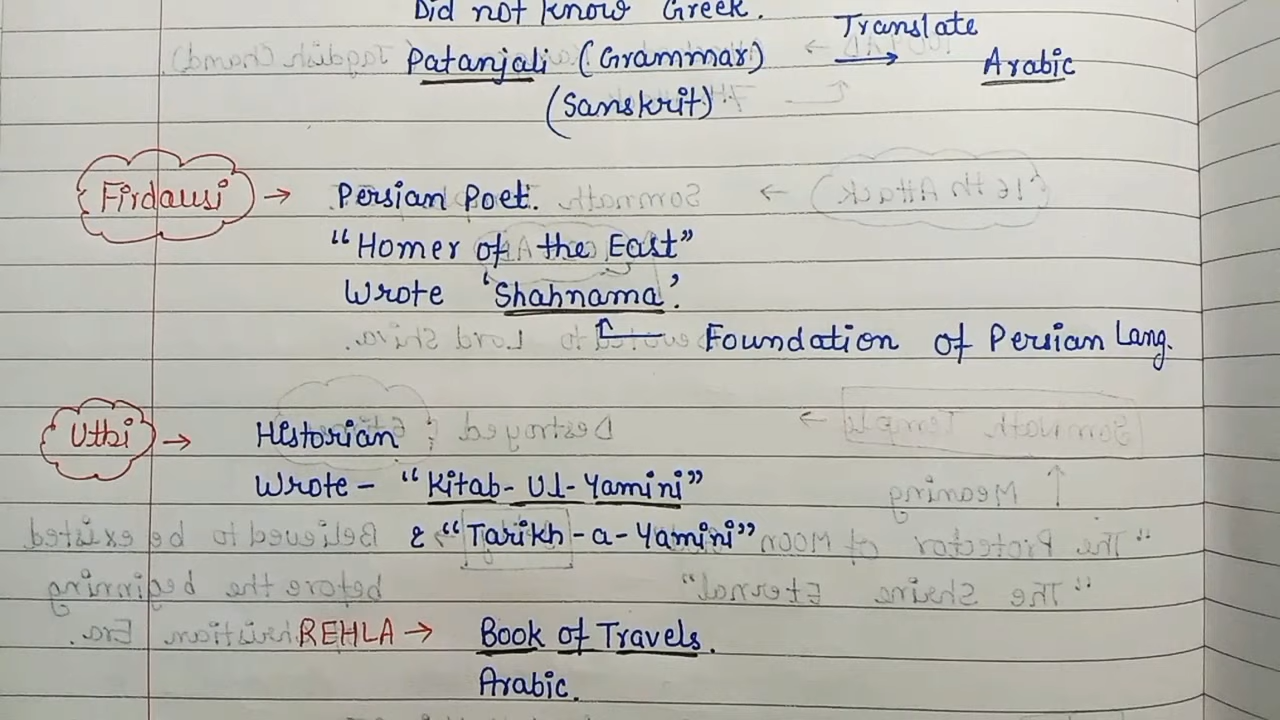 Did not know Greek.
Patanjali (Grammar) → Translate Arabic
(Sanskrit)
Firdausi → Persian Poet.
"Homer of the East"
Wrote 'Shahnama'.
Foundation of Persian Lang.
Utbi → Historian
Wrote - "Kitab-Ul-Yamini"
& "Tarikh-a-Yamini"
REHLA → Book of Travels.
Arabic.